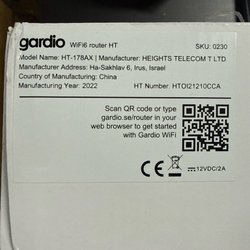 gardio WiFi6 router HT SKU: 0230
Model Name: HT-178AX | Manufacturer: HEIGHTS TELECOM T LTD
Manufacturer Address: Ha-Sakhlav 6, Irus, Israel
Country of Manufacturing: China
Manufacturing Year: 2022 HT Number: HTOI21210CCA
Scan QR code or type
gardio.se/router in your
web browser to get started
with Gardio WiFi
CE
12VDC/2A